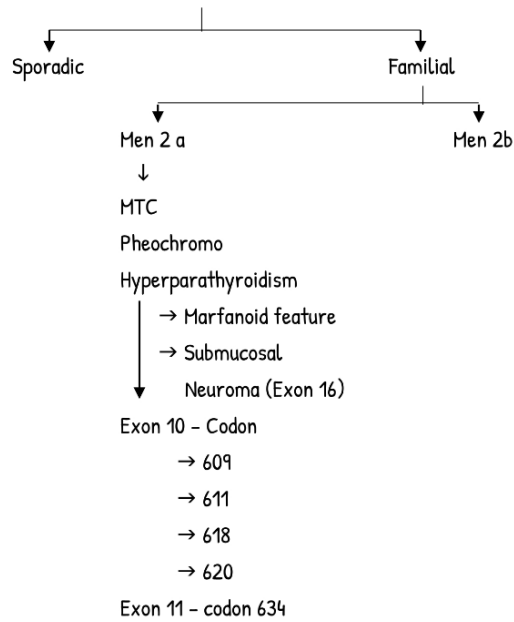 Sporadic
Familial
Men 2 a
Men 2b
↓
MTC
Pheochromo
Hyperparathyroidism
→ Marfanoid feature
→ Submucosal
Neuroma (Exon 16)
Exon 10 – Codon
→ 609
→ 611
→ 618
→ 620
Exon 11 – codon 634